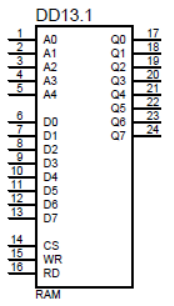 DD13.1
1 A0 Q0 17
2 A1 Q1 18
3 A2 Q2 19
4 A3 Q3 20
5 A4 Q4 21
Q5 22
6 D0 Q6 23
7 D1 Q7 24
8 D2
9 D3
10 D4
11 D5
12 D6
13 D7
14 CS
15 WR
16 RD
RAM